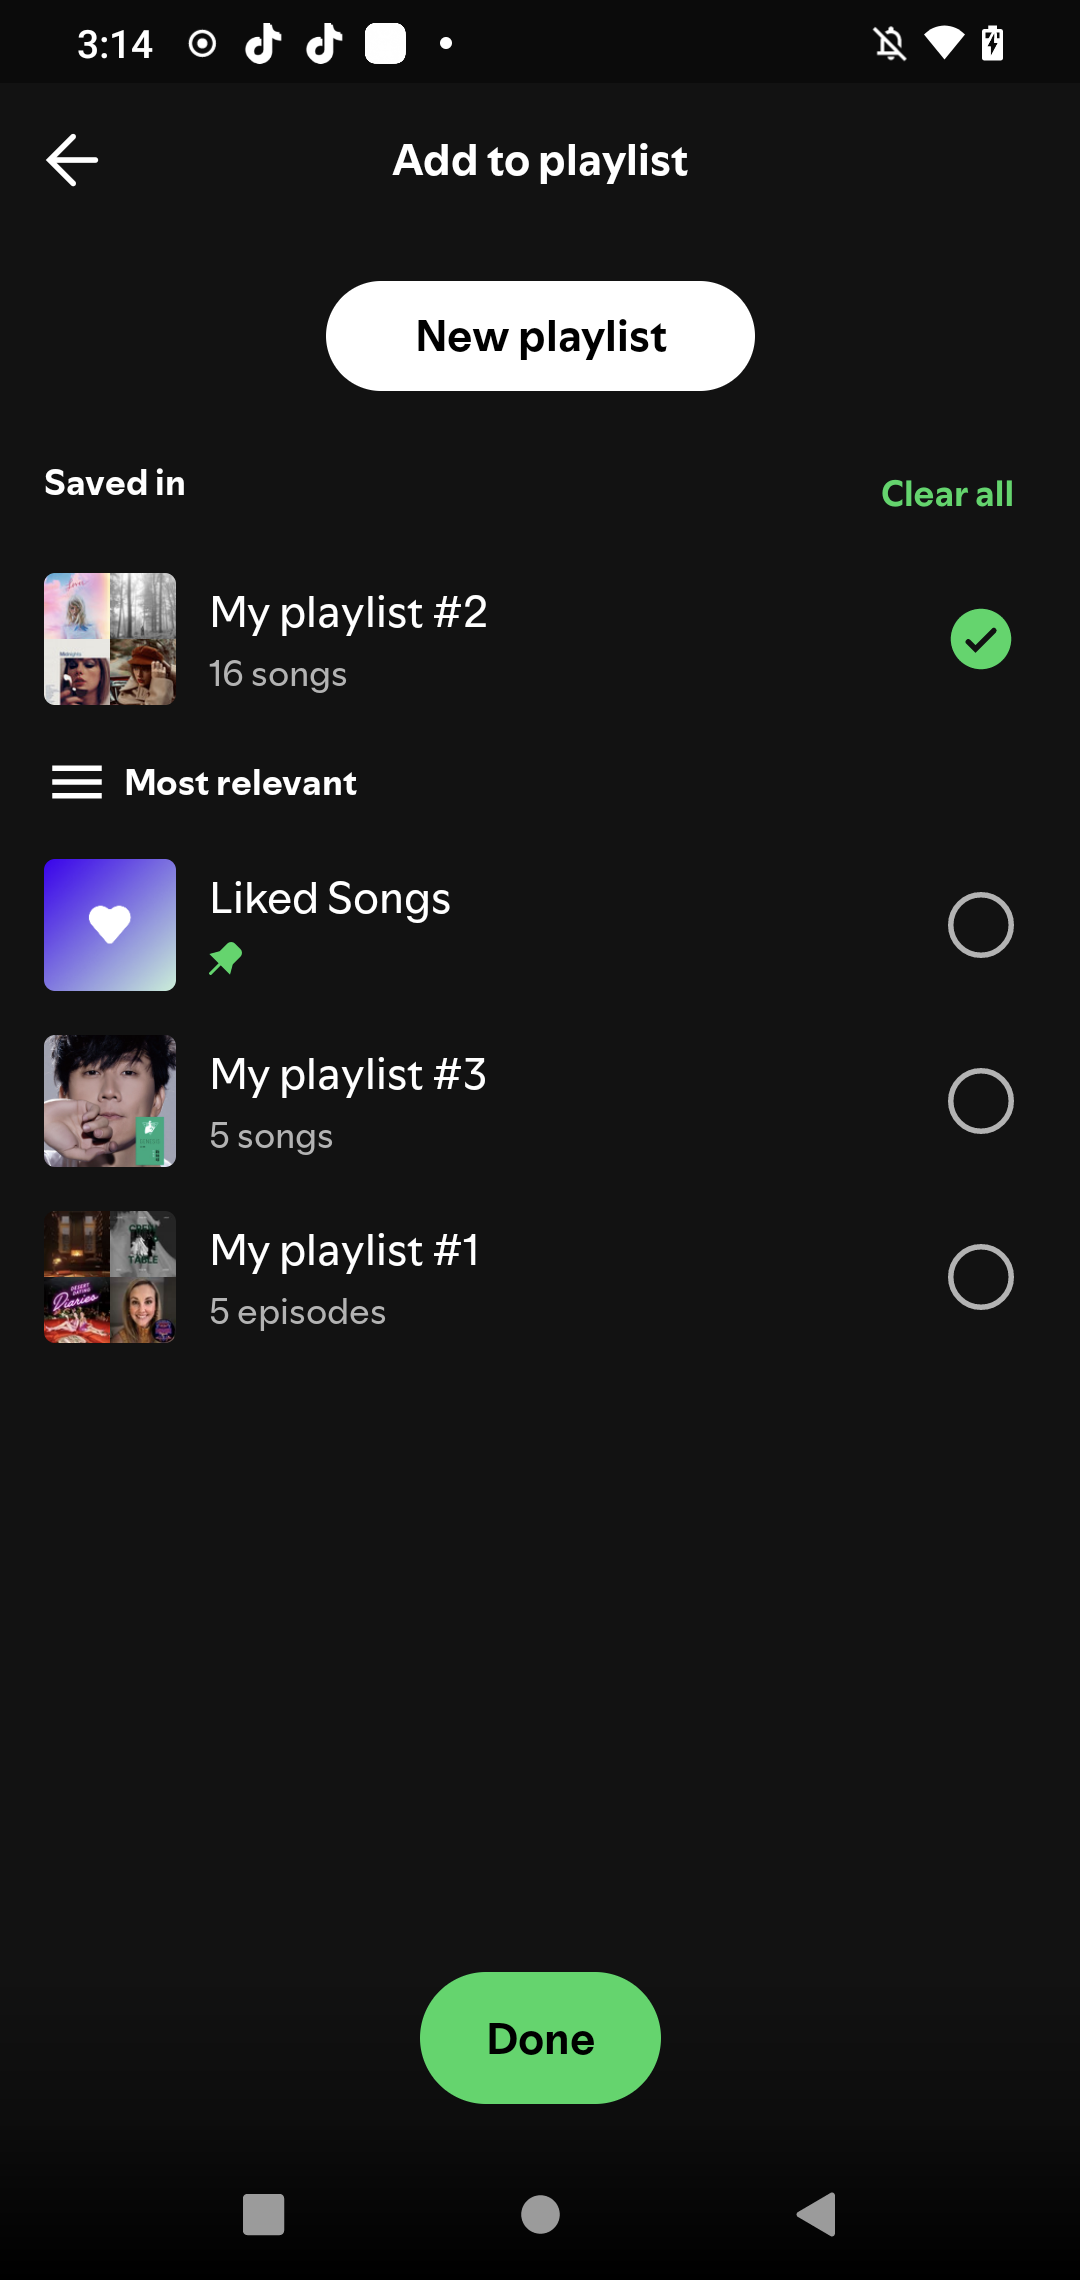 3:14
Add to playlist
New playlist
Saved in
Clear all
My playlist #2
16 songs
Most relevant
Liked Songs
My playlist #3
5 songs
My playlist #1
5 episodes
Done